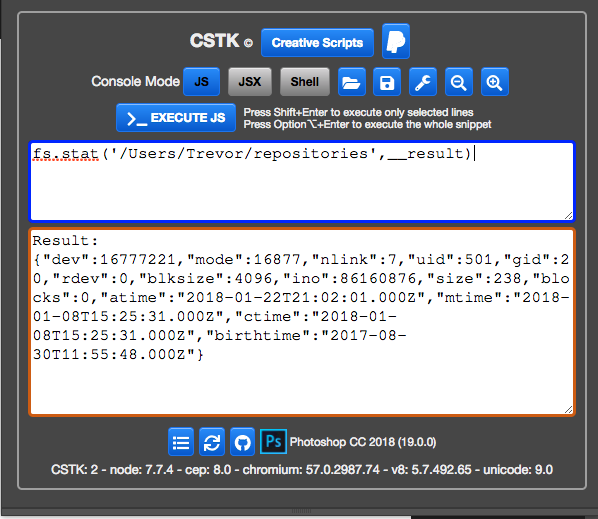 CSTK © Creative Scripts
Console Mode JS JSX Shell
>_ EXECUTE JS Press Shift+Enter to execute only selected lines
Press Option⌥+Enter to execute the whole snippet
fs.stat('/Users/Trevor/repositories',__result)
Result:
{"dev":16777221,"mode":16877,"nlink":7,"uid":501,"gid":2
0,"rdev":0,"blksize":4096,"ino":86160876,"size":238,"blo
cks":0,"atime":"2018-01-22T21:02:01.000Z","mtime":"2018-
01-08T15:25:31.000Z","ctime":"2018-01-
08T15:25:31.000Z","birthtime":"2017-08-
30T11:55:48.000Z"}
Ps Photoshop CC 2018 (19.0.0)
CSTK: 2 - node: 7.7.4 - cep: 8.0 - chromium: 57.0.2987.74 - v8: 5.7.492.65 - unicode: 9.0